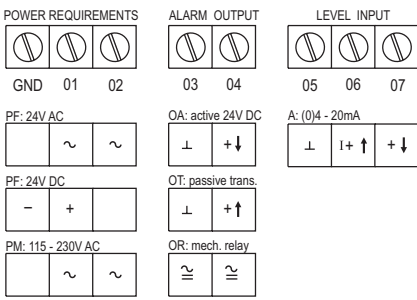 POWER REQUIREMENTS ALARM OUTPUT LEVEL INPUT
GND 01 02 03 04 05 06 07
PF: 24V AC OA: active 24V DC A: (0)4 - 20mA
~ ~ ⊥ +↓ ⊥ I+ ↑ +↓
PF: 24V DC OT: passive trans.
− + ⊥ +↑
PM: 115 - 230V AC OR: mech. relay
~ ~ ≅ ≅